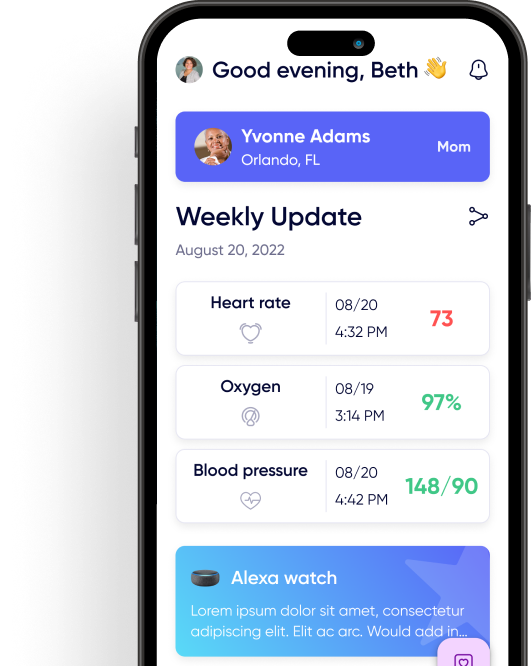 Good evening, Beth 👋
Yvonne Adams
Orlando, FL
Mom
Weekly Update
August 20, 2022
Heart rate
08/20
4:32 PM
73
Oxygen
08/19
3:14 PM
97%
Blood pressure
08/20
4:42 PM
148/90
Alexa watch
Lorem ipsum dolor sit amet, consectetur
adipiscing elit. Elit ac arc. Would add in...